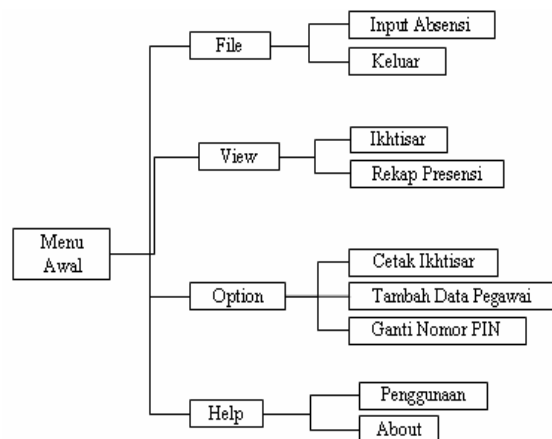 Menu
Awal
File
Input Absensi
Keluar
View
Ikhtisar
Rekap Presensi
Option
Cetak Ikhtisar
Tambah Data Pegawai
Ganti Nomor PIN
Help
Penggunaan
About